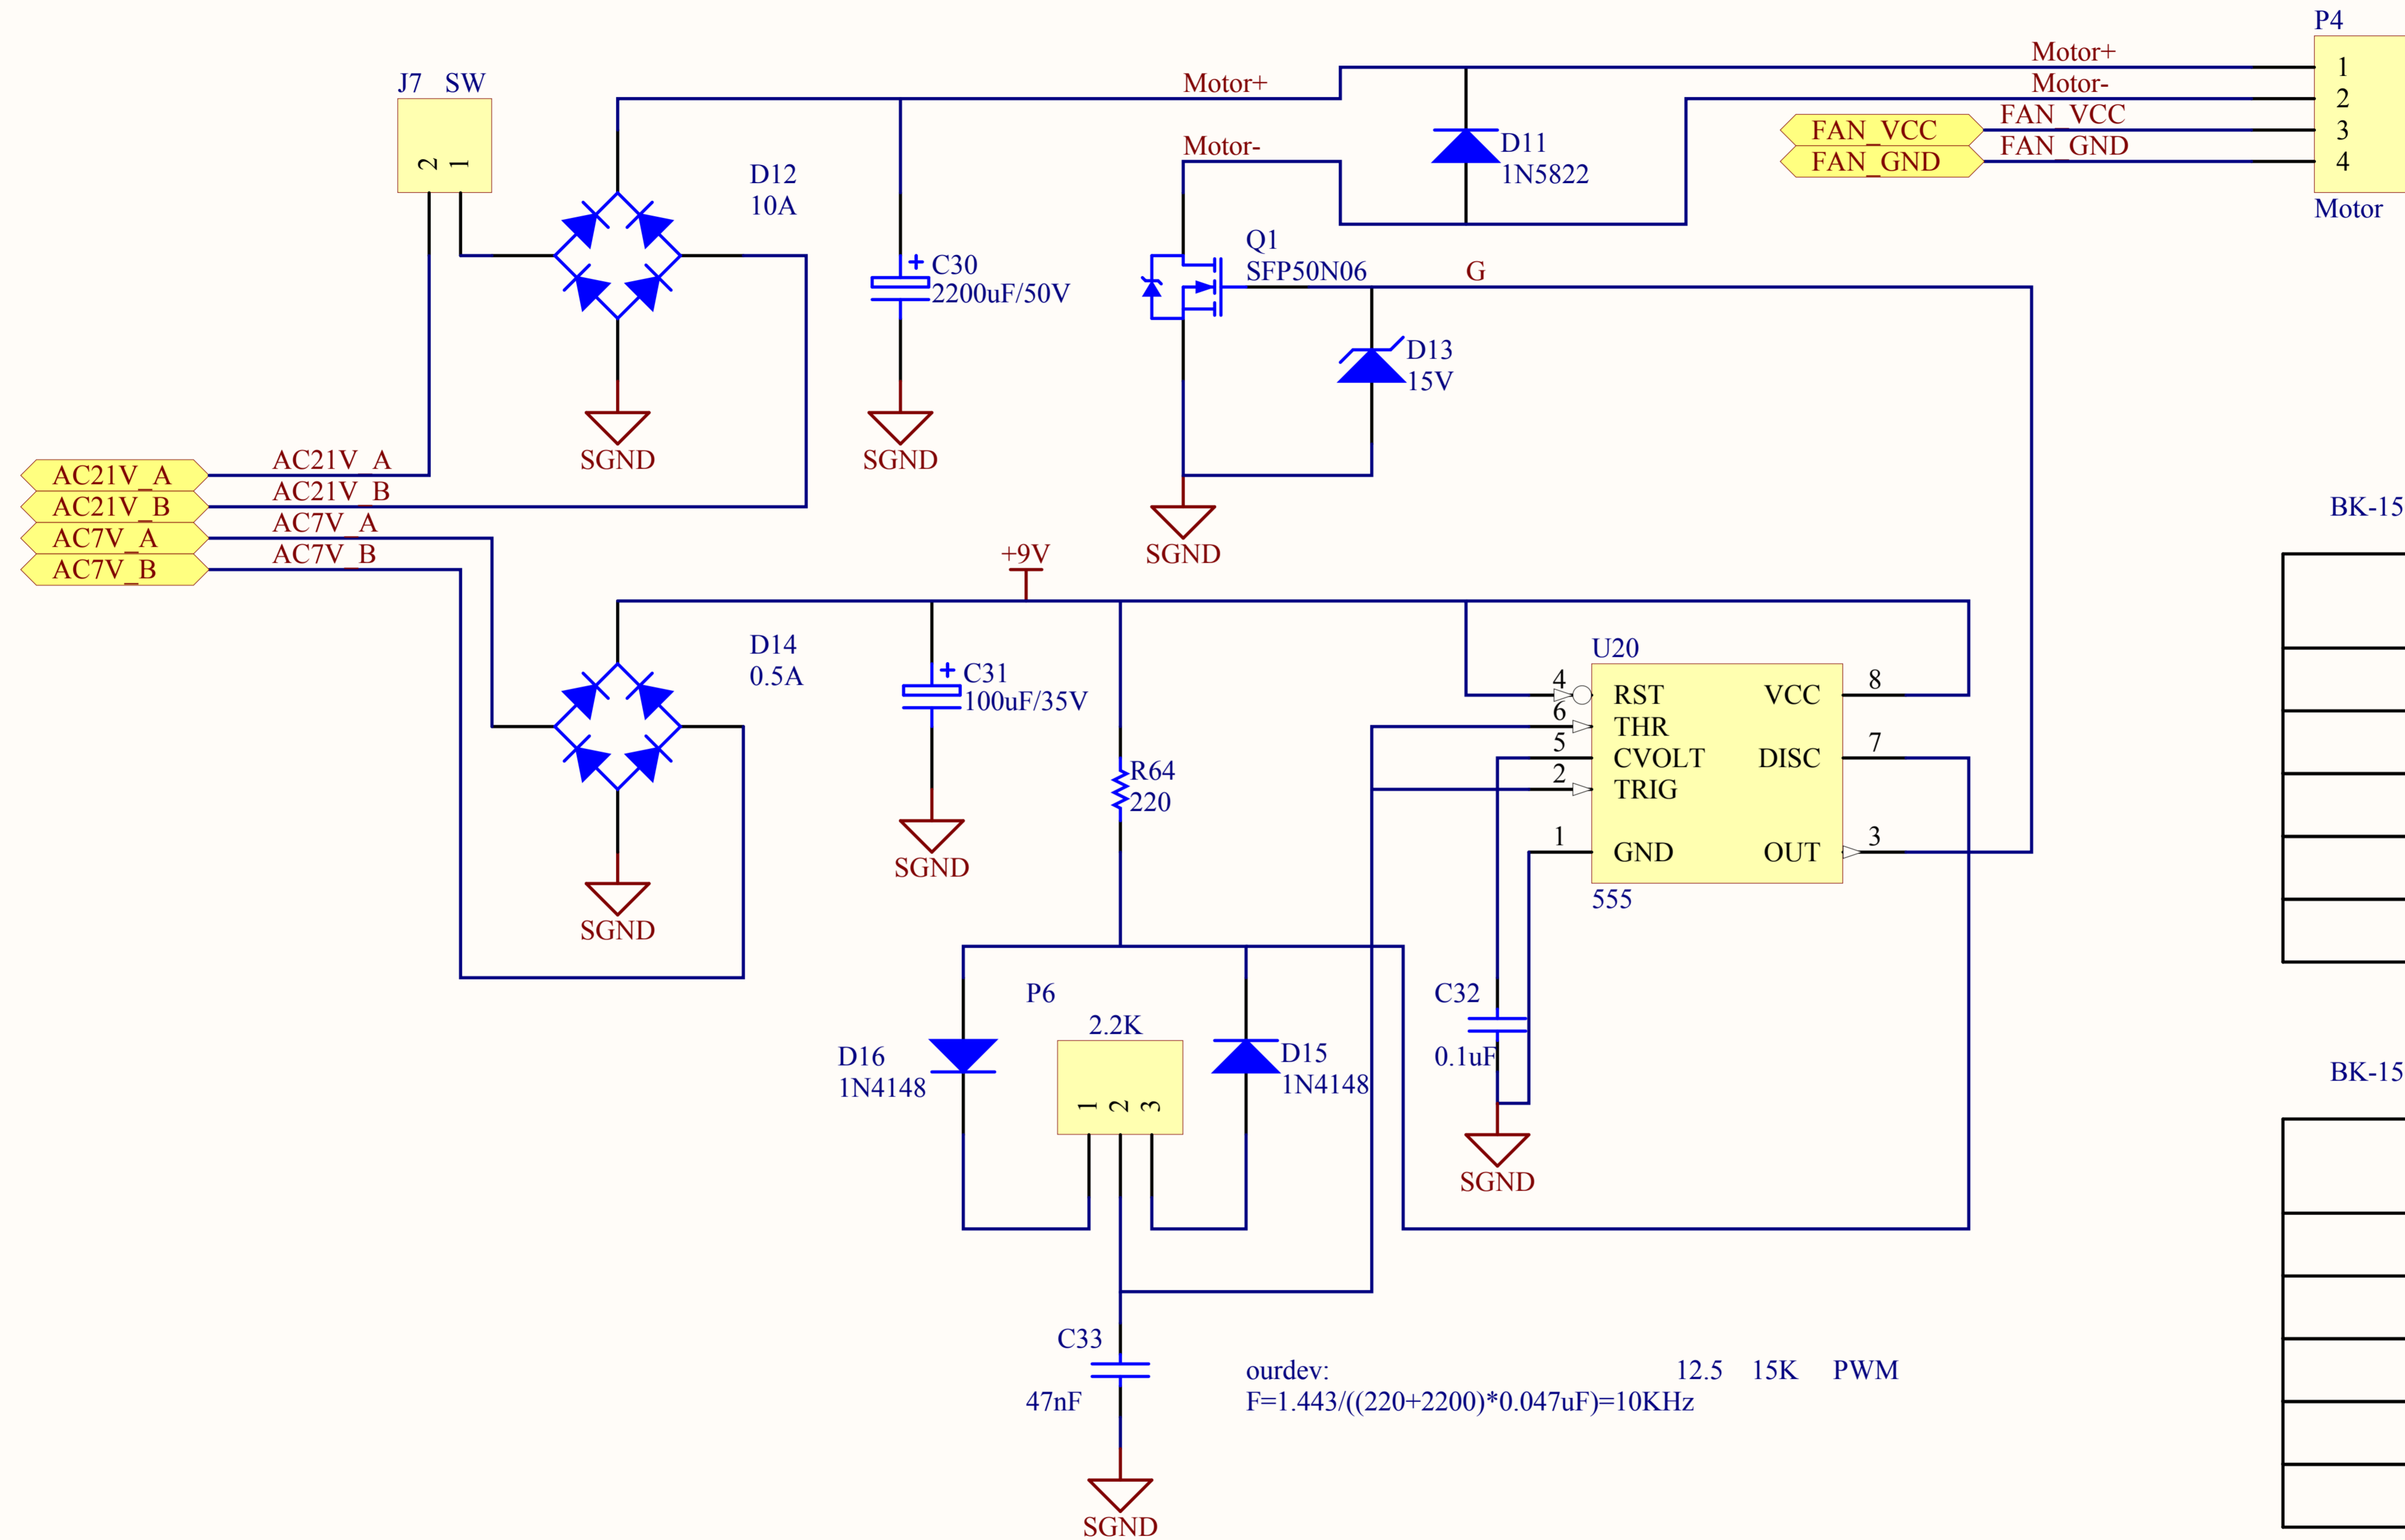 P4
Motor+
1
Motor-
2
FAN_VCC
FAN_VCC
3
FAN_GND
FAN_GND
4
Motor
J7 SW
2
1
D12
10A
Motor+
Motor-
D11
1N5822
C30
2200uF/50V
Q1
SFP50N06
G
D13
15V
SGND
SGND
SGND
AC21V_A
AC21V_A
AC21V_B
AC21V_B
AC7V_A
AC7V_A
AC7V_B
AC7V_B
+9V
BK-15
D14
0.5A
C31
100uF/35V
R64
220
U20
4 RST VCC 8
6 THR
5 CVOLT DISC 7
2 TRIG
1 GND OUT 3
555
SGND
SGND
P6
2.2K
1
2
3
D16
1N4148
D15
1N4148
C32
0.1uF
SGND
BK-15
C33
47nF
ourdev: 12.5 15K PWM
F=1.443/((220+2200)*0.047uF)=10KHz
SGND